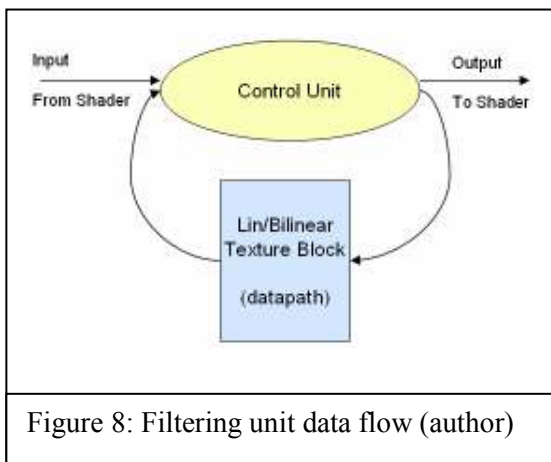 Input
From Shader
Control Unit
Output
To Shader
Lin/Bilinear
Texture Block
(datapath)
Figure 8: Filtering unit data flow (author)